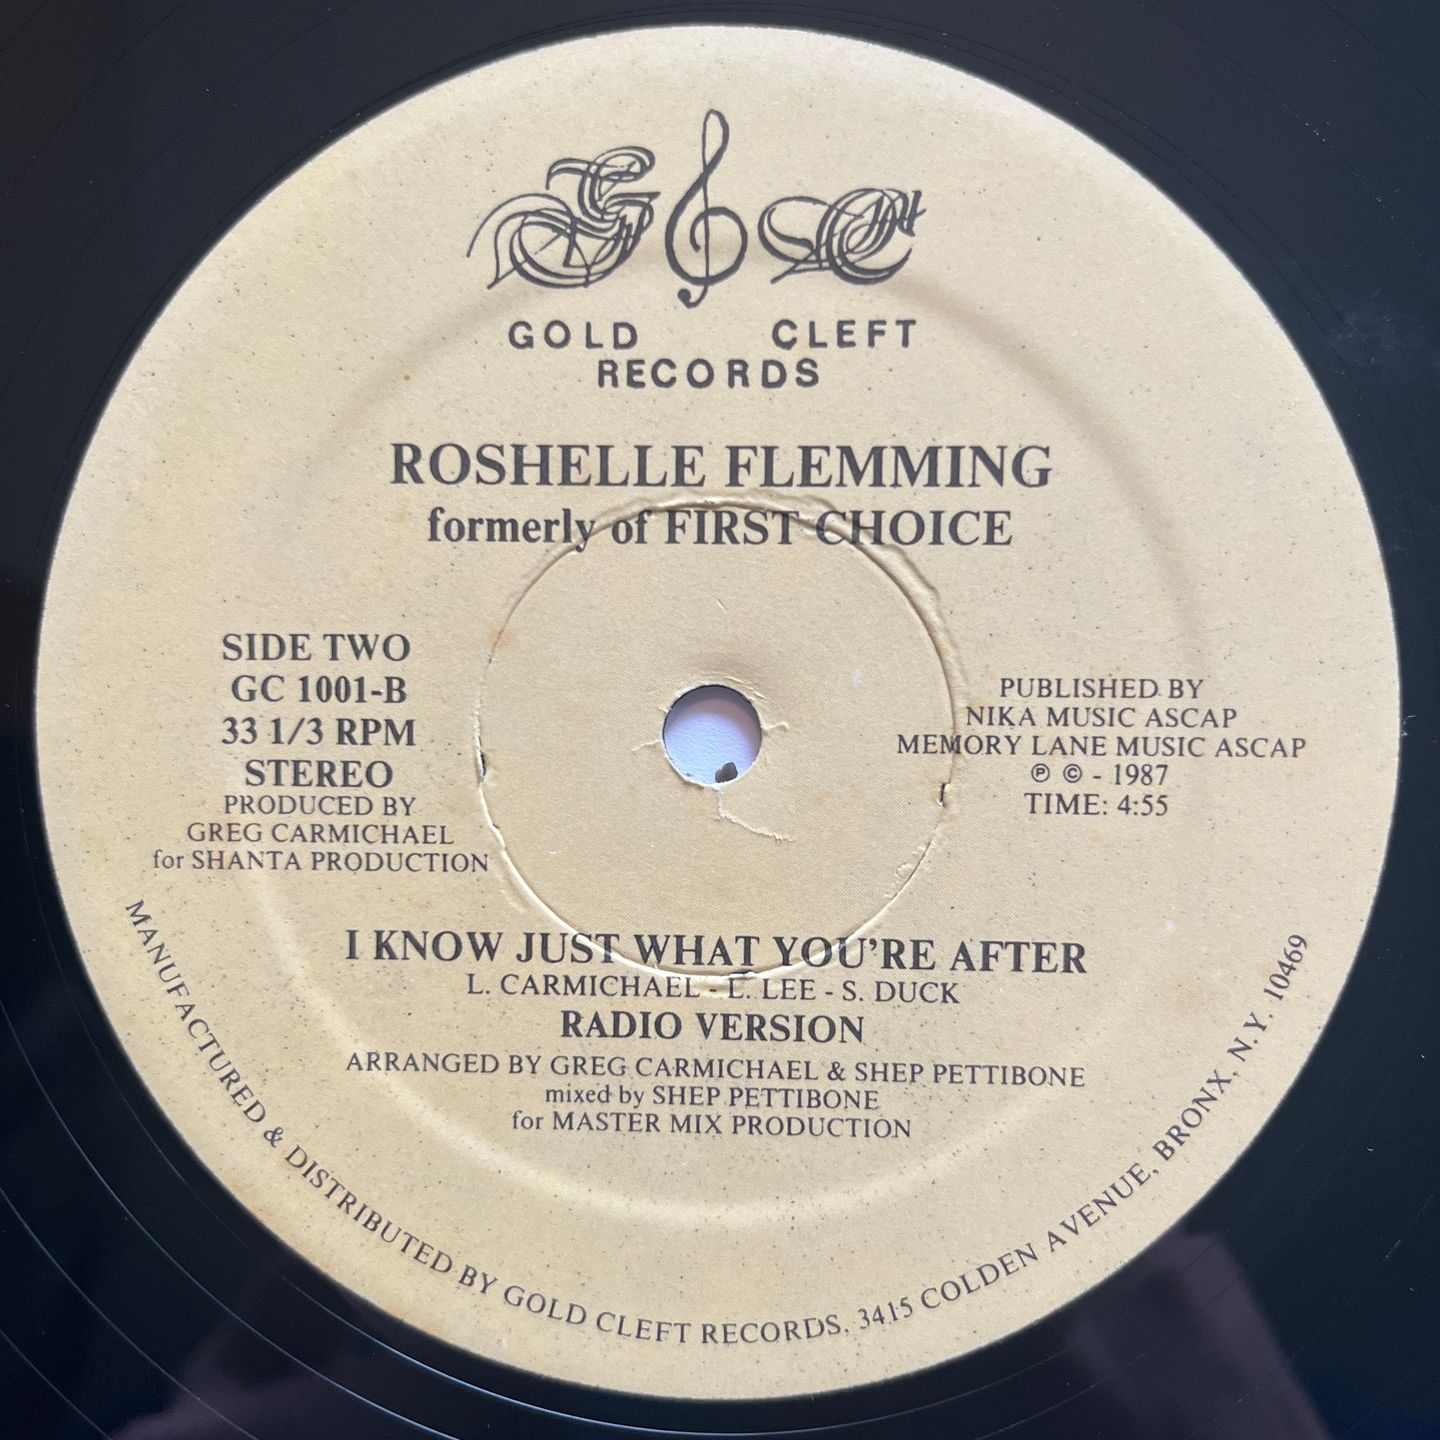 GOLD CLEFT
RECORDS
ROSHELLE FLEMMING
formerly of FIRST CHOICE
SIDE TWO
GC 1001-B
33 1/3 RPM
STEREO
PRODUCED BY
GREG CARMICHAEL
for SHANTA PRODUCTION
PUBLISHED BY
NIKA MUSIC ASCAP
MEMORY LANE MUSIC ASCAP
℗ © - 1987
TIME: 4:55
I KNOW JUST WHAT YOU'RE AFTER
L. CARMICHAEL - E. LEE - S. DUCK
RADIO VERSION
ARRANGED BY GREG CARMICHAEL & SHEP PETTIBONE
mixed by SHEP PETTIBONE
for MASTER MIX PRODUCTION
MANUFACTURED & DISTRIBUTED BY GOLD CLEFT RECORDS, 3415 COLDEN AVENUE, BRONX, N.Y. 10469